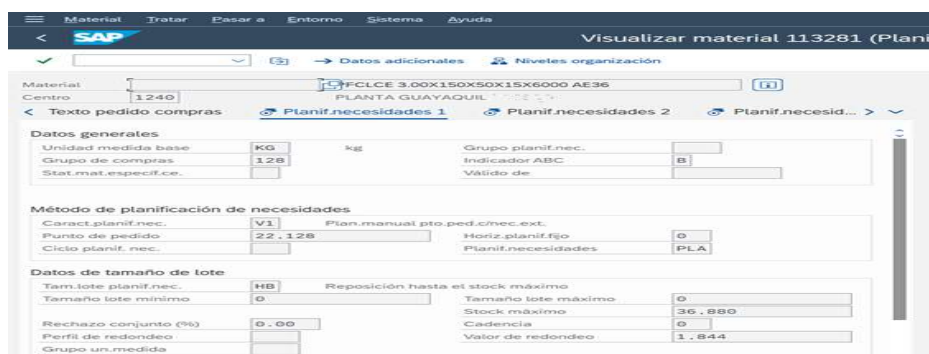 Material Tratar Pasar a Entorno Sistema Ayuda
< SAP Visualizar material 113281 (Plani
Datos adicionales Niveles organización
Material FCLCE 3.00X150X50X15X6000 AE36
Centro 1240 PLANTA GUAYAQUIL
< Texto pedido compras Planif.necesidades 1 Planif.necesidades 2 Planif.necesid... >
Datos generales
Unidad medida base KG kg Grupo planif.nec.
Grupo de compras 128 Indicador ABC B
Stat.mat.específ.ce. Válido de
Método de planificación de necesidades
Caract.planif.nec. V1 Plan.manual pto.ped.c/nec.ext.
Punto de pedido 22.128 Horiz.planif.fijo 0
Ciclo planif. nec. Planif.necesidades PLA
Datos de tamaño de lote
Tam.lote planif.nec. HB Reposición hasta el stock máximo
Tamaño lote mínimo 0 Tamaño lote máximo 0
Stock máximo 36.880
Rechazo conjunto (%) 0.00 Cadencia 0
Perfil de redondeo Valor de redondeo 1.844
Grupo un.medida